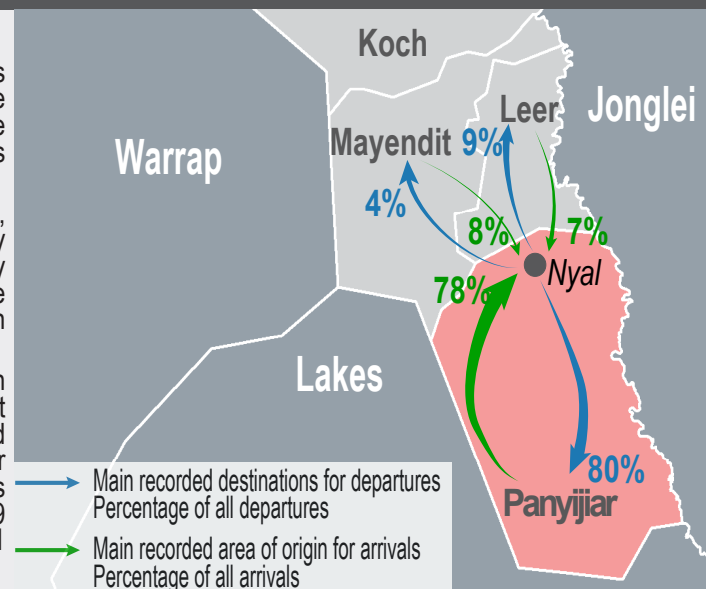 Koch
Leer
Jonglei
Mayendit
9%
Warrap
4%
8%
7%
Nyal
78%
Lakes
80%
Panyijiar
Main recorded destinations for departures
Percentage of all departures
Main recorded area of origin for arrivals
Percentage of all arrivals